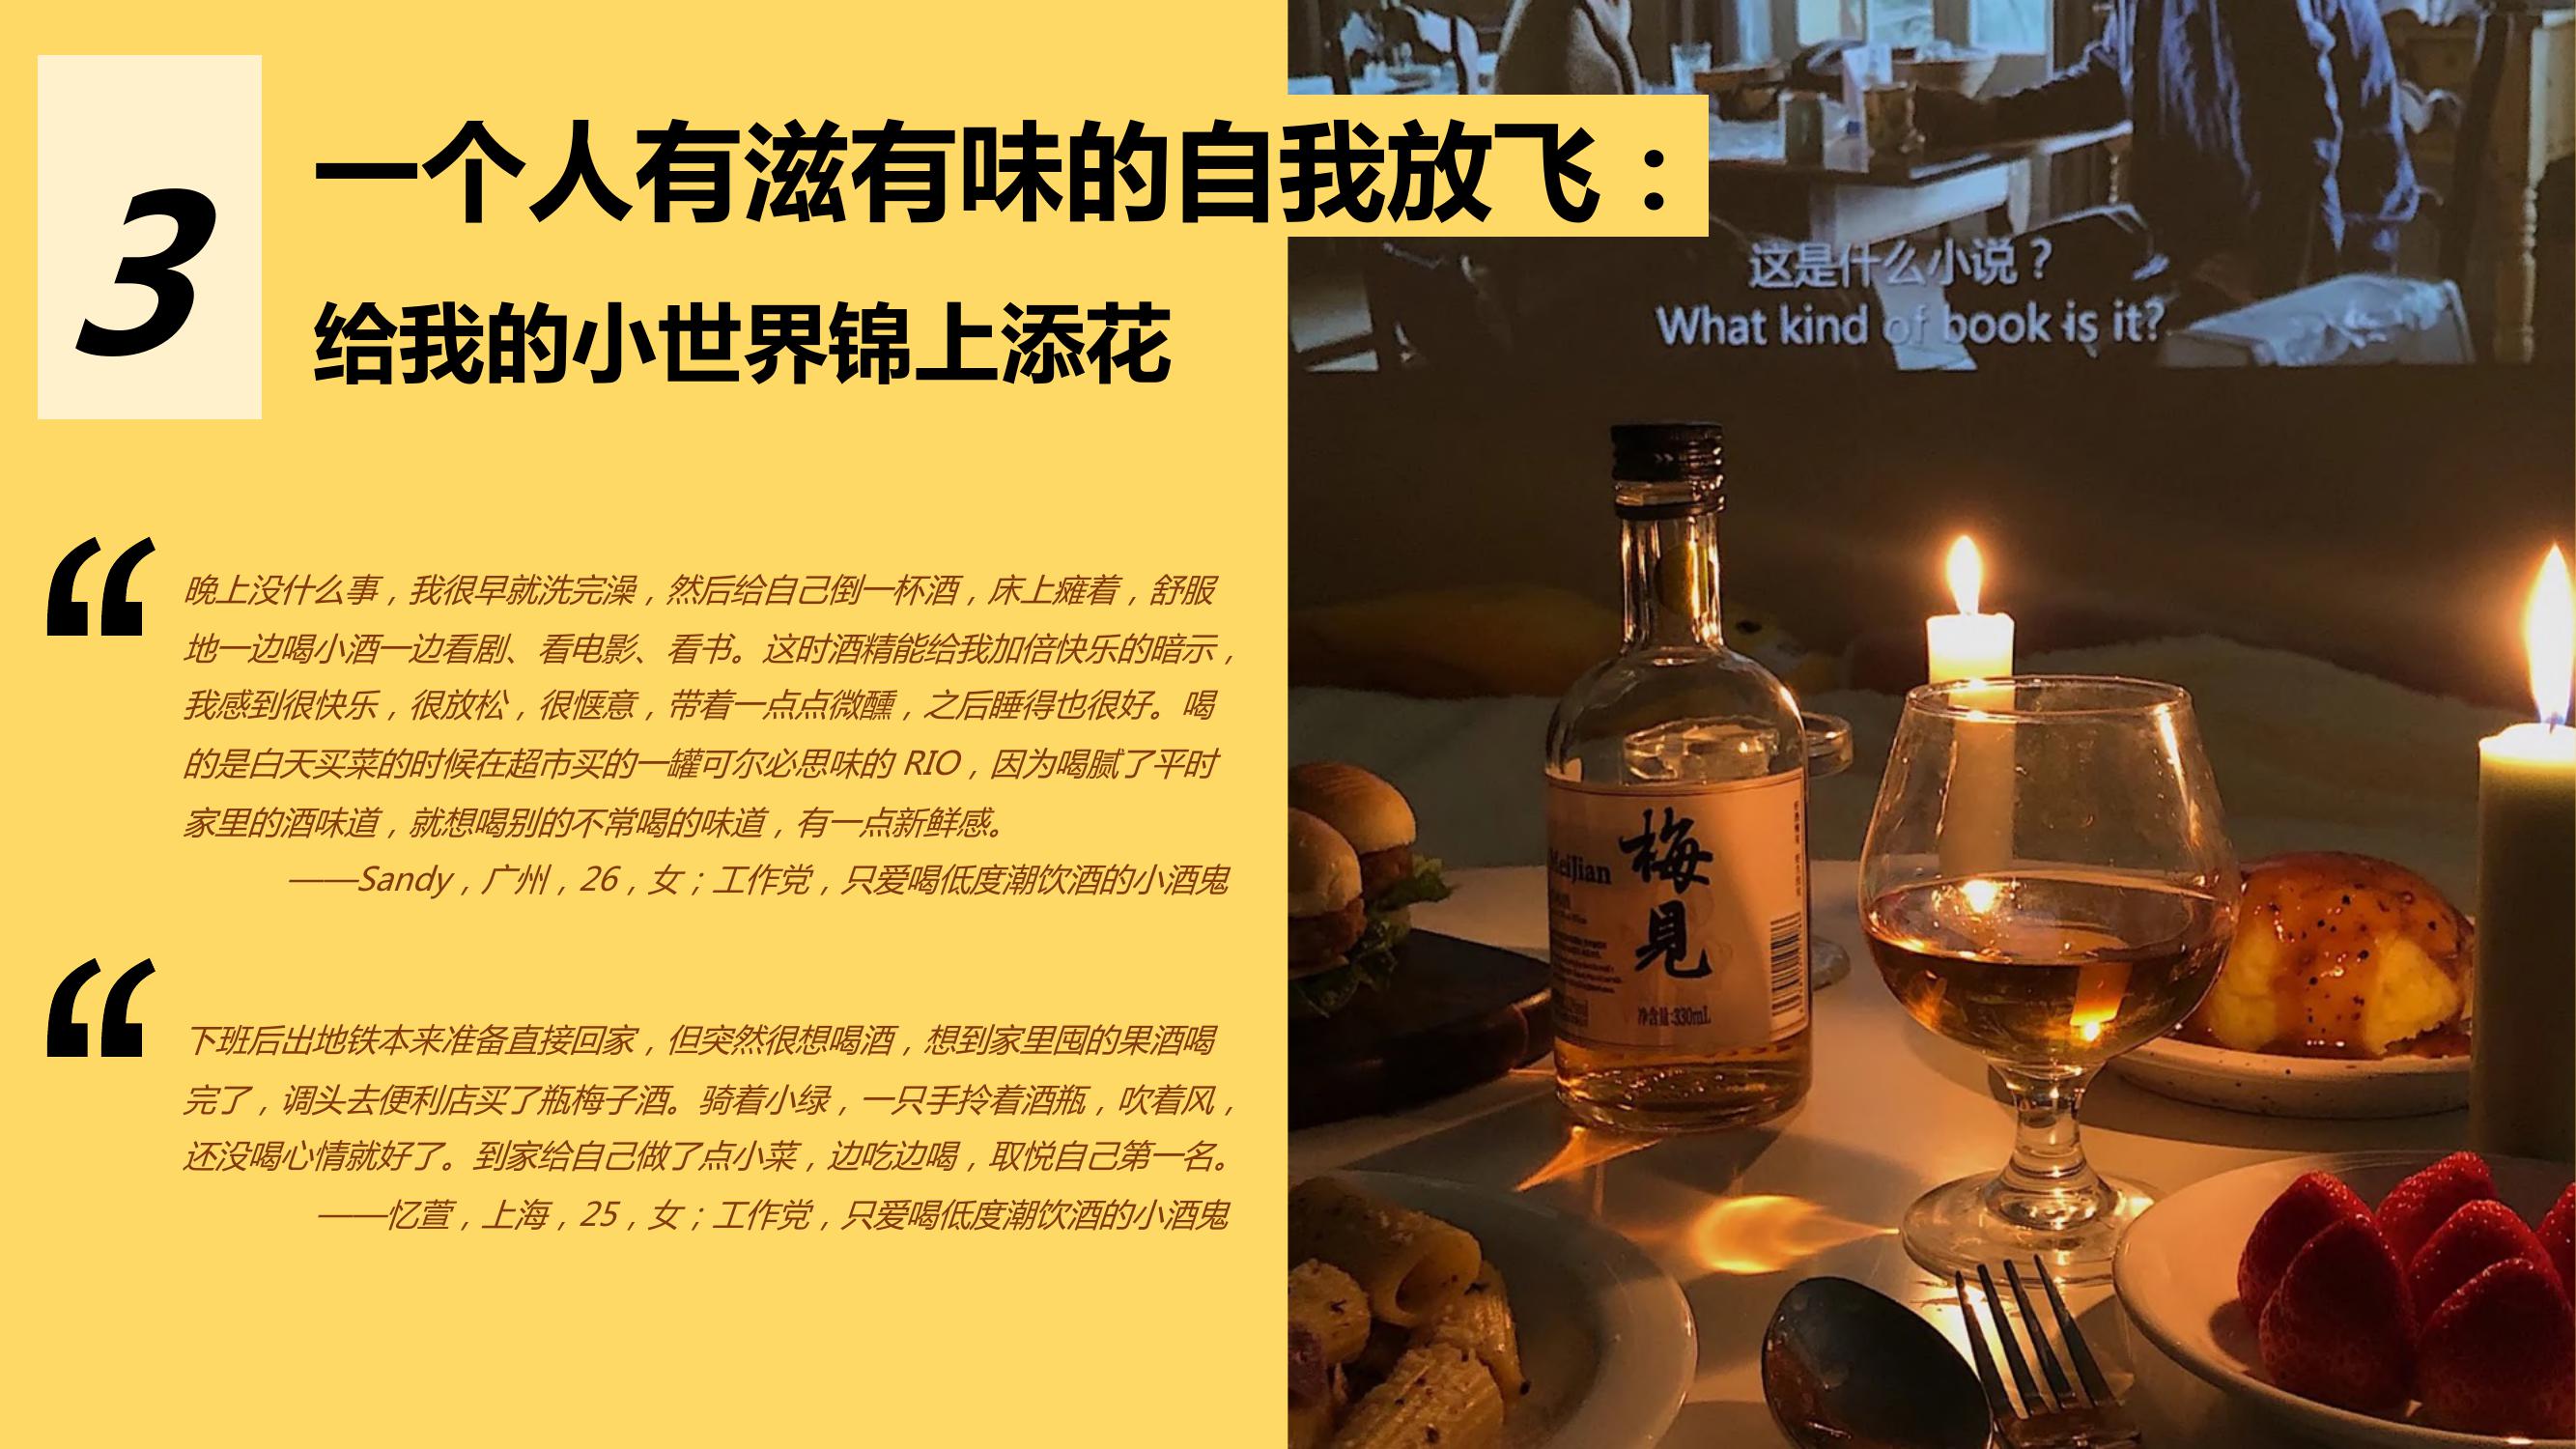 3
一个人有滋有味的自我放飞：
给我的小世界锦上添花
“
晚上没什么事，我很早就洗完澡，然后给自己倒一杯酒，床上瘫着，舒服
地一边喝小酒一边看剧、看电影、看书。这时酒精能给我加倍快乐的暗示，
我感到很快乐，很放松，很惬意，带着一点点微醺，之后睡得也很好。喝
的是白天买菜的时候在超市买的一罐可尔必思味的 RIO，因为喝腻了平时
家里的酒味道，就想喝别的不常喝的味道，有一点新鲜感。
——Sandy，广州，26，女；工作党，只爱喝低度潮饮酒的小酒鬼
“
下班后出地铁本来准备直接回家，但突然很想喝酒，想到家里囤的果酒喝
完了，调头去便利店买了瓶梅子酒。骑着小绿，一只手拎着酒瓶，吹着风，
还没喝心情就好了。到家给自己做了点小菜，边吃边喝，取悦自己第一名。
——忆萱，上海，25，女；工作党，只爱喝低度潮饮酒的小酒鬼
这是什么小说？
What kind of book is it?
MeiJian
梅见
净含量:330mL